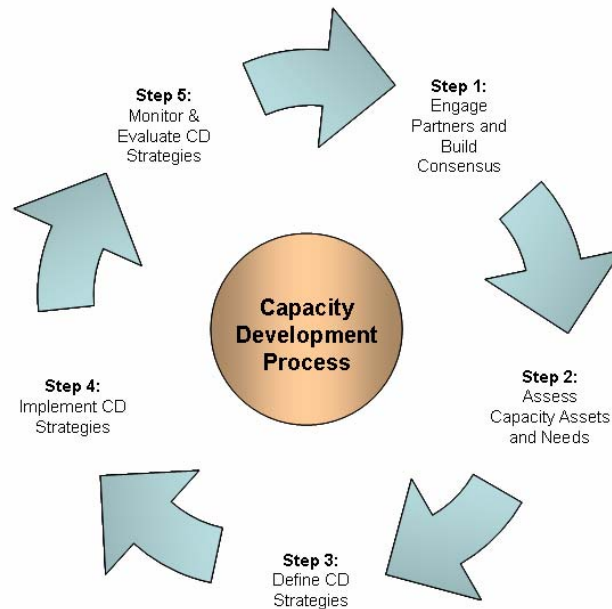 Step 1:
Engage
Partners and
Build
Consensus
Step 2:
Assess
Capacity Assets
and Needs
Step 3:
Define CD
Strategies
Step 4:
Implement CD
Strategies
Step 5:
Monitor &
Evaluate CD
Strategies
Capacity
Development
Process